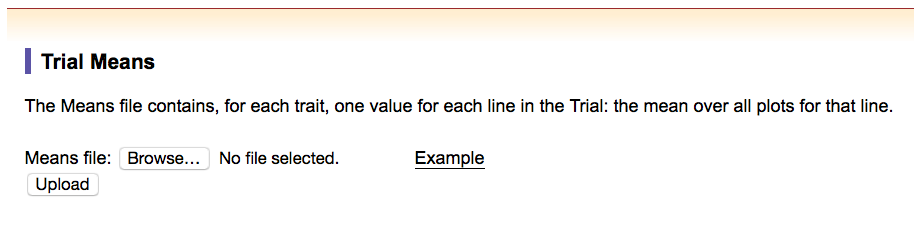 Trial Means
The Means file contains, for each trait, one value for each line in the Trial: the mean over all plots for that line.
Means file: Browse... No file selected. Example
Upload